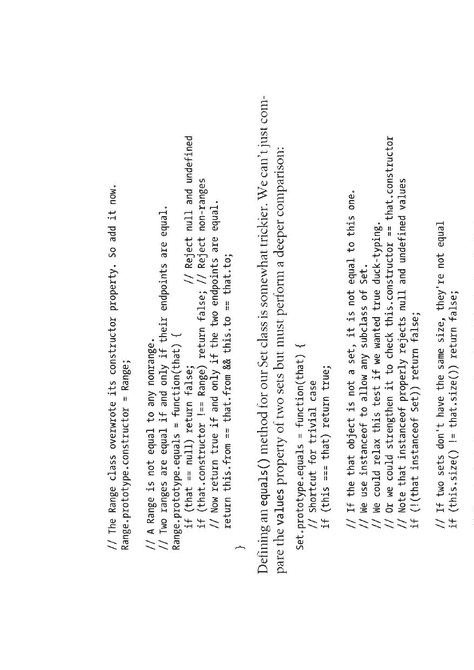 // The Range class overwrote its constructor property. So add it now.
Range.prototype.constructor = Range;
// A Range is not equal to any nonrange.
// Two ranges are equal if and only if their endpoints are equal.
Range.prototype.equals = function(that) {
if (that == null) return false; // Reject null and undefined
if (that.constructor !== Range) return false; // Reject non-ranges
// Now return true if and only if the two endpoints are equal.
return this.from == that.from && this.to == that.to;
}
Defining an equals() method for our Set class is somewhat trickier. We can't just com-
pare the values property of two sets but must perform a deeper comparison:
Set.prototype.equals = function(that) {
// Shortcut for trivial case
if (this === that) return true;
// If the that object is not a set, it is not equal to this one.
// We use instanceof to allow any subclass of Set.
// We could relax this test if we wanted true duck-typing.
// Or we could strengthen it to check this.constructor == that.constructor
// Note that instanceof properly rejects null and undefined values
if (!(that instanceof Set)) return false;
// If two sets don't have the same size, they're not equal
if (this.size() != that.size()) return false;